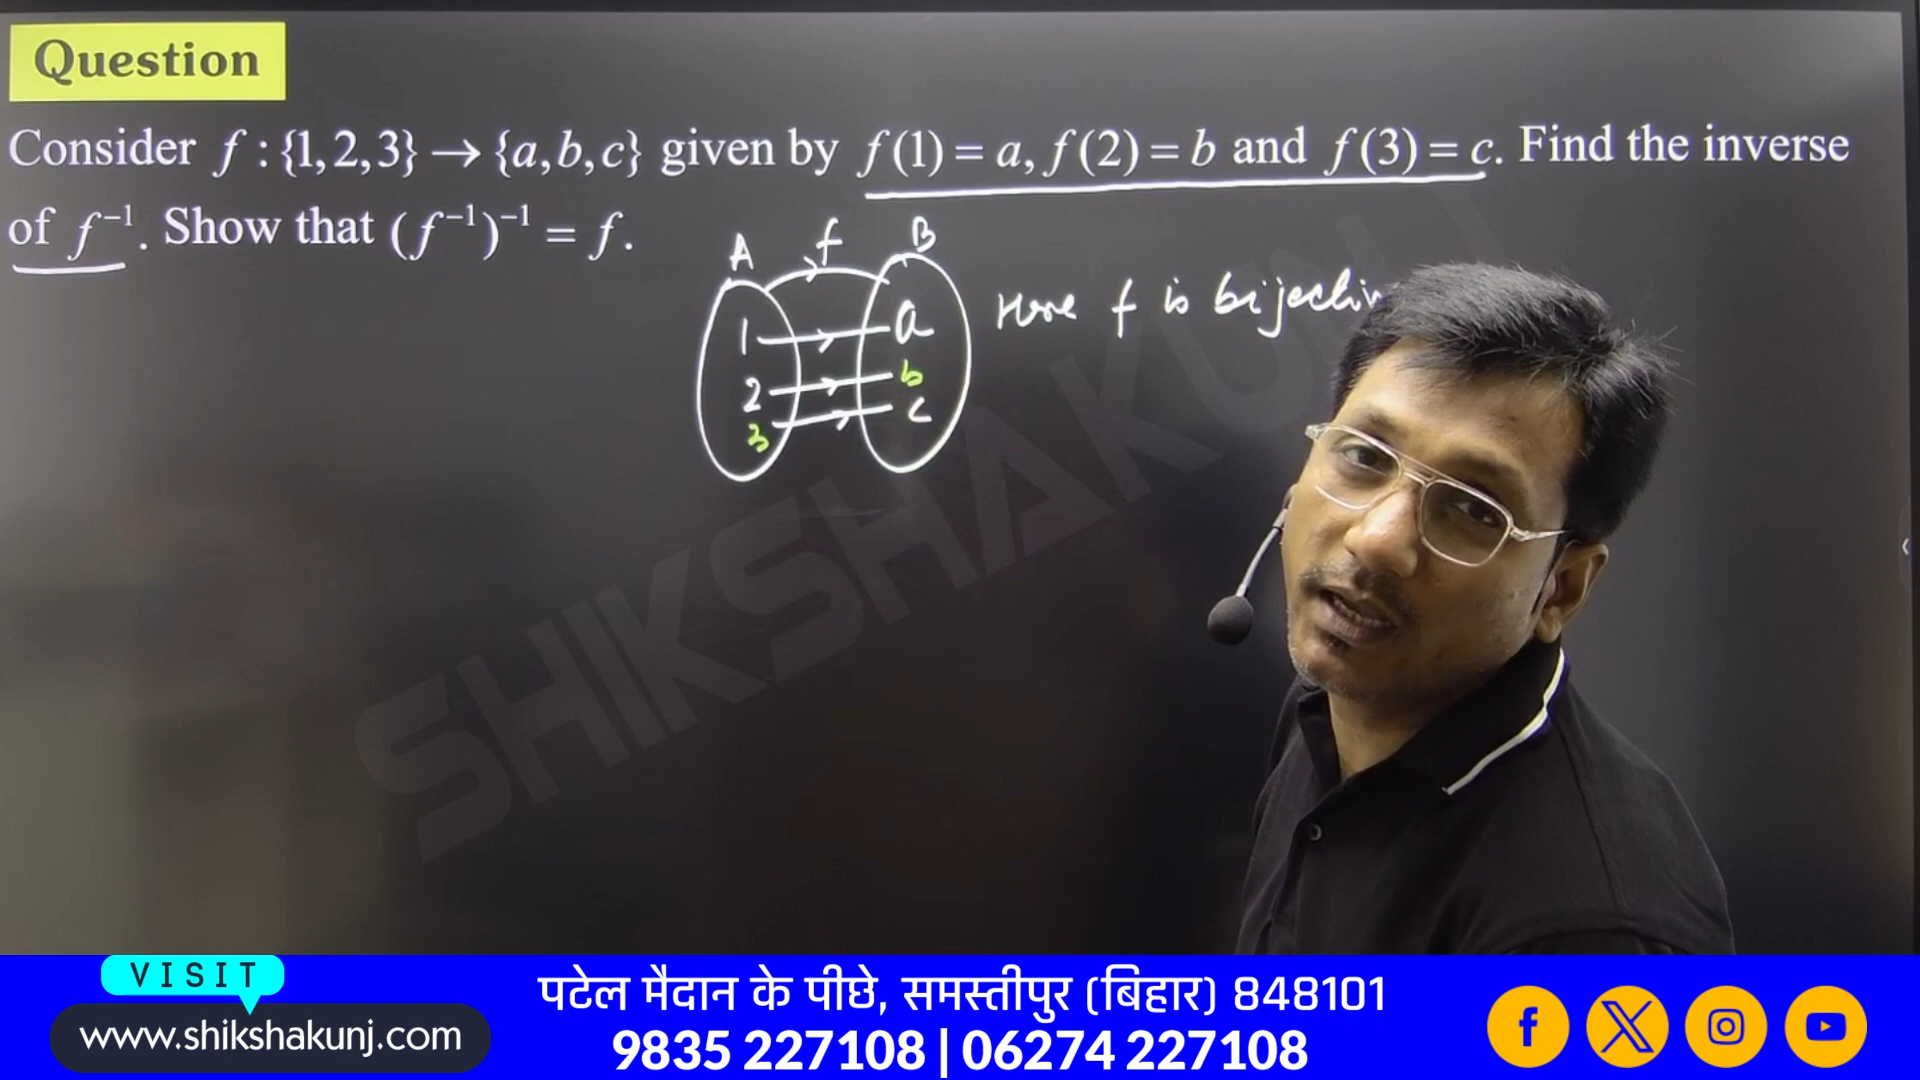 Question
Consider f : {1, 2, 3} → {a, b, c} given by f(1) = a, f(2) = b and f(3) = c. Find the inverse
of f⁻¹. Show that (f⁻¹)⁻¹ = f.
A f B
1 a
2 b
3 c
Here f is bijectiv
SHIKSHAKUNJ
VISIT
www.shikshakunj.com
पटेल मैदान के पीछे, समस्तीपुर (बिहार) 848101
9835 227108 | 06274 227108